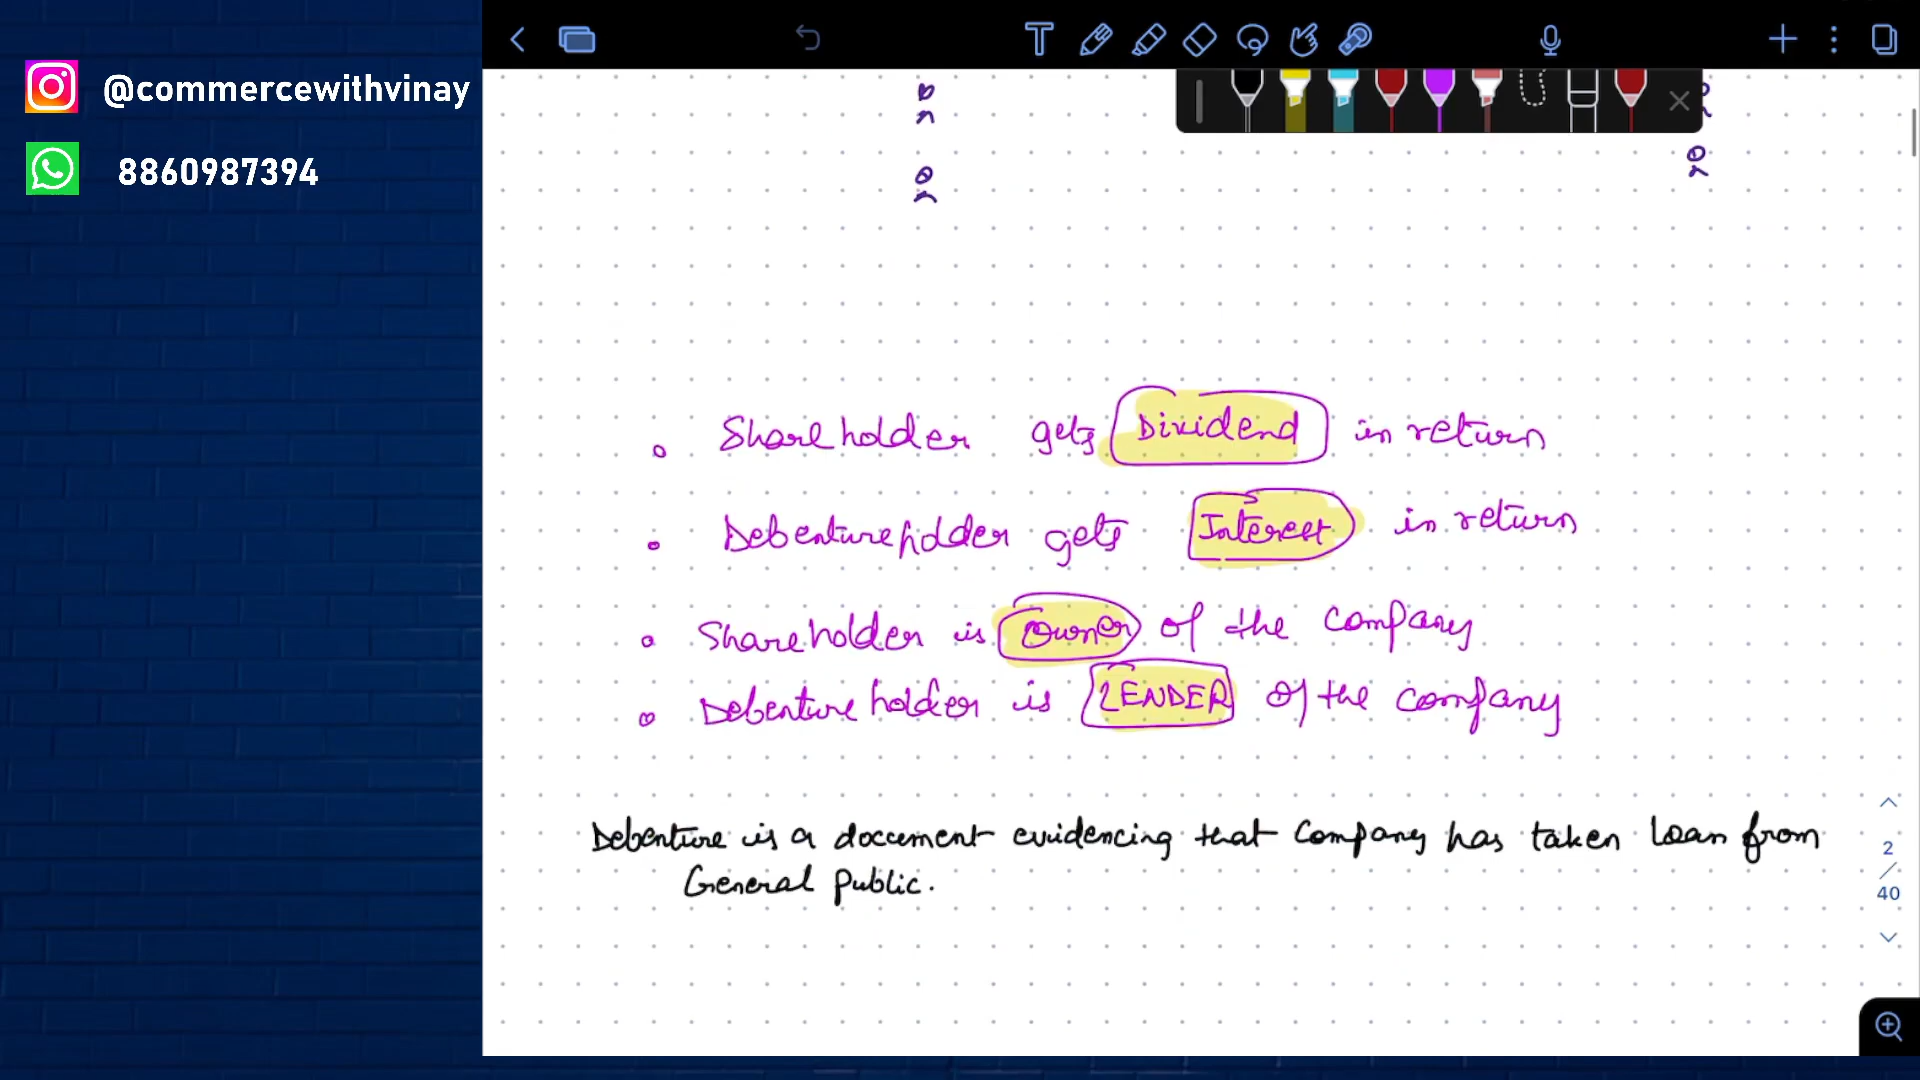 @commercewithvinay
8860987394
Shareholder gets Dividend in return
Debentureholder gets Interest in return
Shareholder is Owner of the company
Debenture holder is LENDER of the company
Debenture is a document evidencing that Company has taken loan from
General Public.
2
/
40